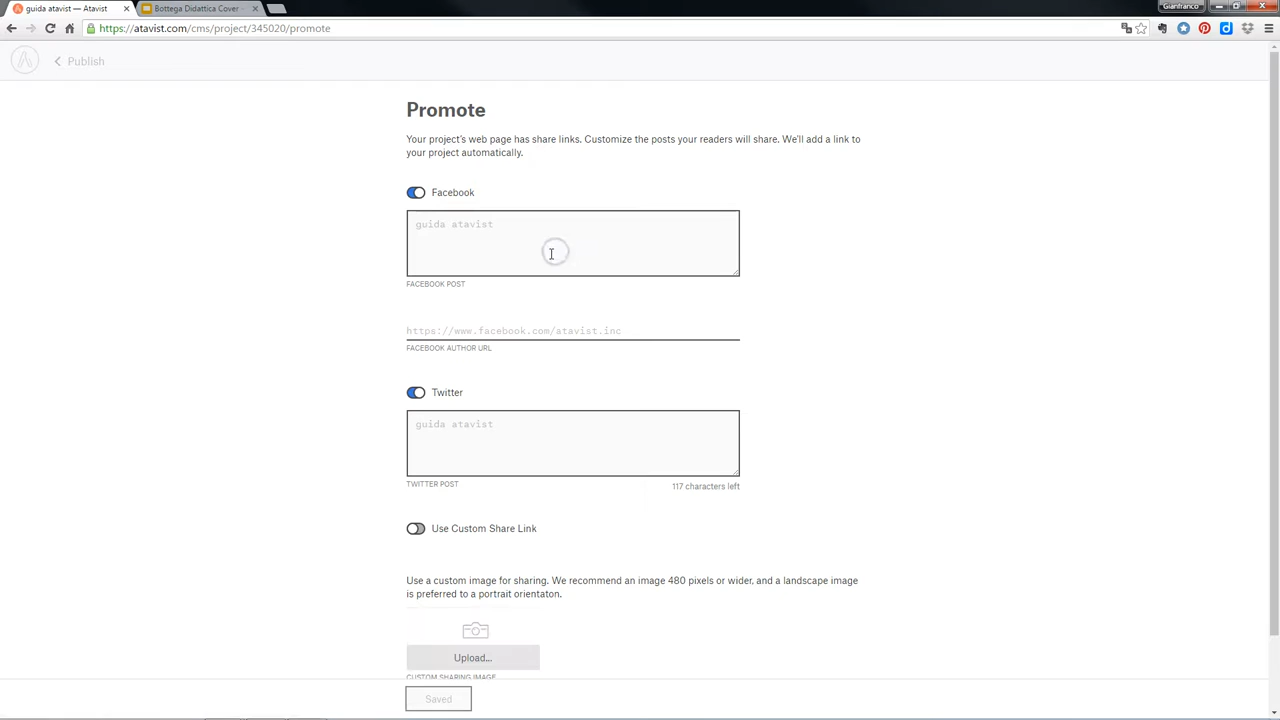 guida atavist — Atavist
Bottega Didattica Cover -
Gianfranco
https://atavist.com/cms/project/345020/promote
Publish
Promote
Your project's web page has share links. Customize the posts your readers will share. We'll add a link to
your project automatically.
Facebook
guida atavist
FACEBOOK POST
https://www.facebook.com/atavist.inc
FACEBOOK AUTHOR URL
Twitter
guida atavist
TWITTER POST
117 characters left
Use Custom Share Link
Use a custom image for sharing. We recommend an image 480 pixels or wider, and a landscape image
is preferred to a portrait orientaton.
Upload...
CUSTOM SHARING IMAGE
Saved